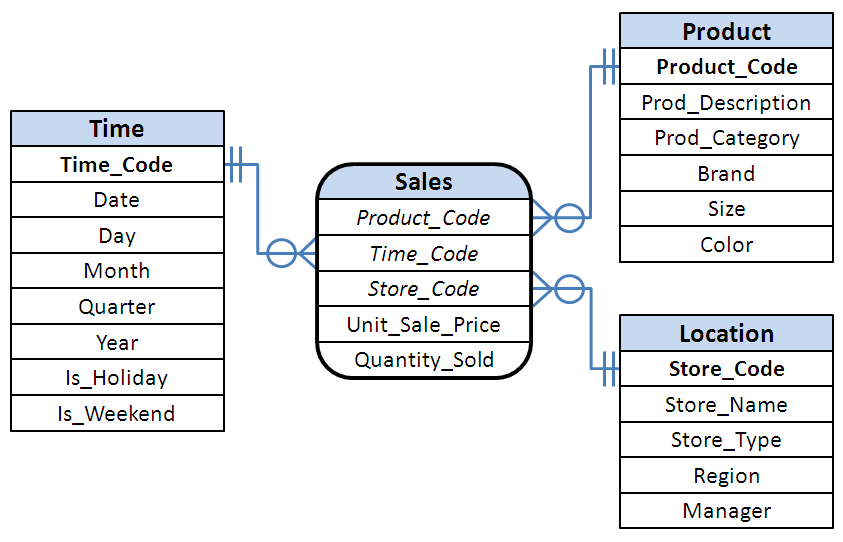 Time
Time_Code
Date
Day
Month
Quarter
Year
Is_Holiday
Is_Weekend
Sales
Product_Code
Time_Code
Store_Code
Unit_Sale_Price
Quantity_Sold
Product
Product_Code
Prod_Description
Prod_Category
Brand
Size
Color
Location
Store_Code
Store_Name
Store_Type
Region
Manager